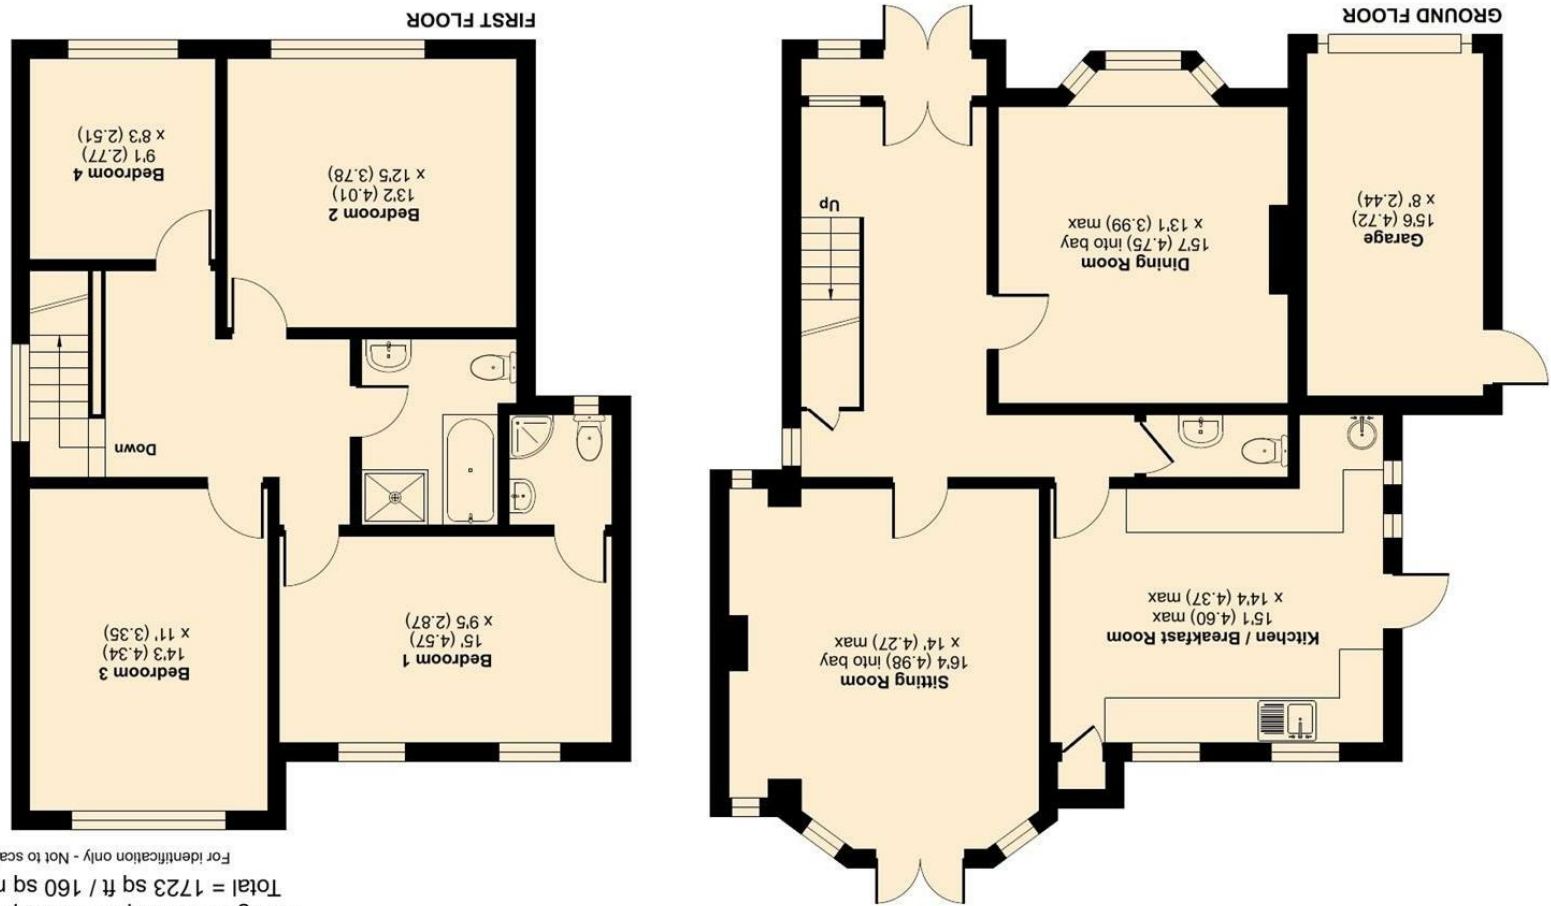 Total = 1723 sq ft / 160 sq
For identification only - Not to
Sitting Room
16'4 (4.98) into bay
x 14' (4.27) max
Kitchen / Breakfast Room
15'1 (4.60) max
x 14'4 (4.37) max
Dining Room
15'7 (4.75) into bay
x 13'1 (3.99) max
Garage
15'6 (4.72)
x 8' (2.44)
Up
GROUND FLOOR
Bedroom 3
14'3 (4.34)
x 11' (3.35)
Bedroom 1
15' (4.57)
x 9'5 (2.87)
Down
Bedroom 2
13'2 (4.01)
x 12'5 (3.78)
Bedroom 4
9'1 (2.77)
x 8'3 (2.51)
FIRST FLOOR